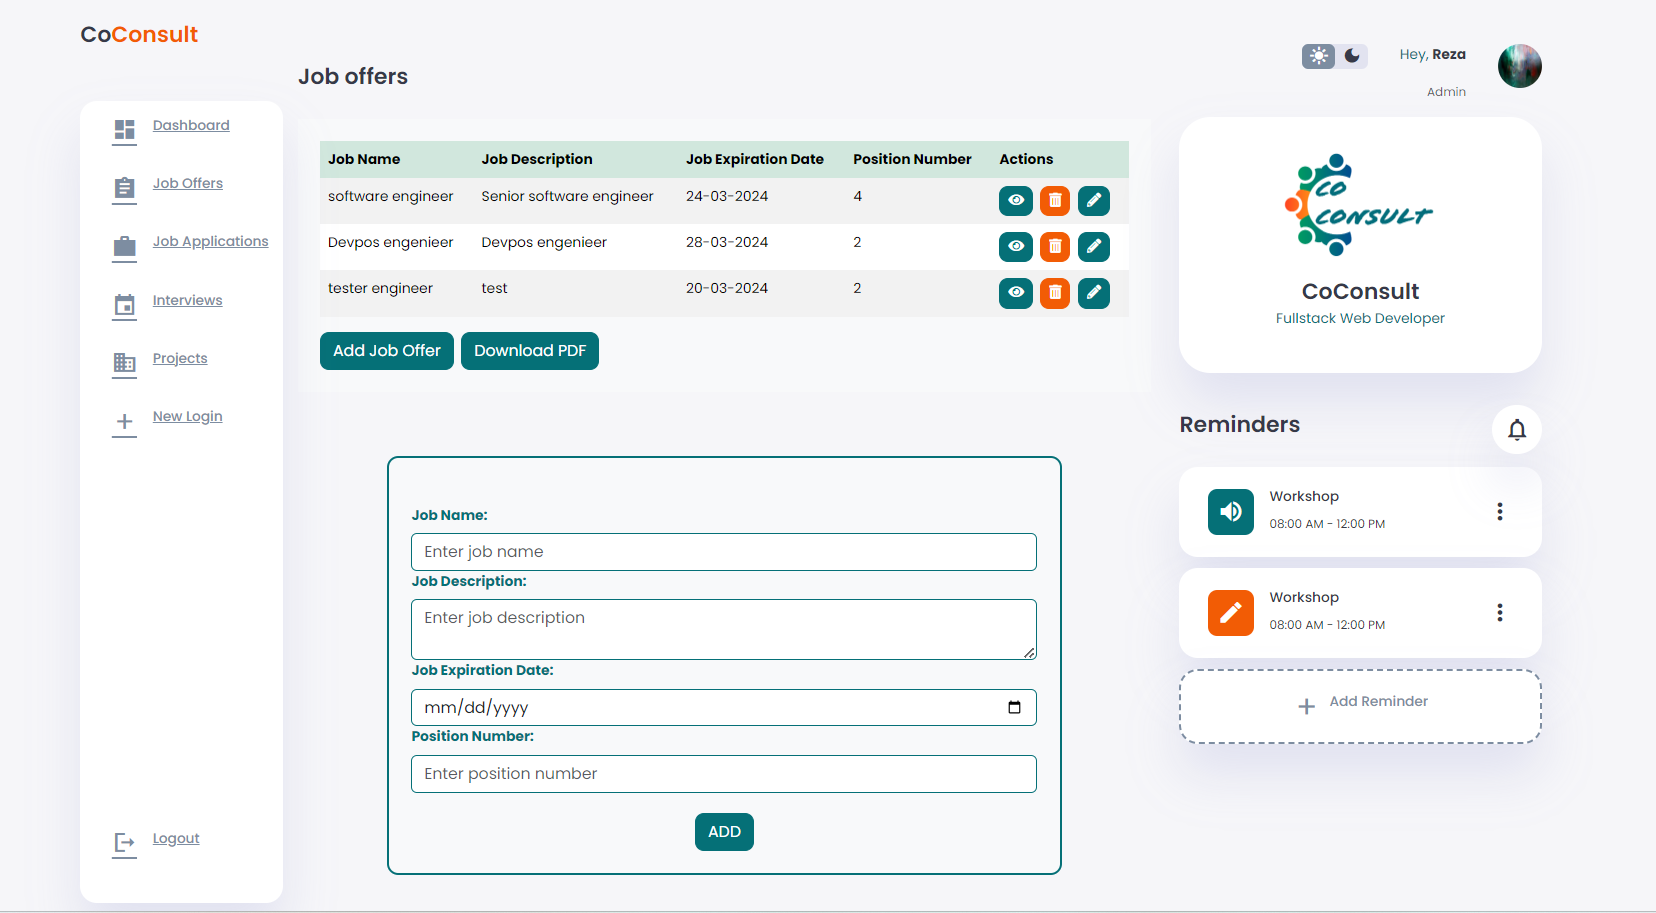 CoConsult
Job offers
Hey, Reza
Admin
Dashboard
Job Offers
Job Applications
Interviews
Projects
New Login
Logout
Job Name Job Description Job Expiration Date Position Number Actions
software engineer Senior software engineer 24-03-2024 4
Devpos engenieer Devpos engenieer 28-03-2024 2
tester engineer test 20-03-2024 2
Add Job Offer Download PDF
Job Name:
Enter job name
Job Description:
Enter job description
Job Expiration Date:
mm/dd/yyyy
Position Number:
Enter position number
ADD
CO
CONSULT
CoConsult
Fullstack Web Developer
Reminders
Workshop
08:00 AM - 12:00 PM
Workshop
08:00 AM - 12:00 PM
Add Reminder